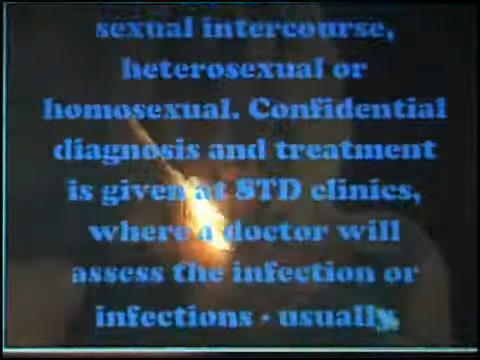 sexual intercourse,
heterosexual or
homosexual. Confidential
diagnosis and treatment
is given at STD clinics,
where a doctor will
assess the infection or
infections - usually